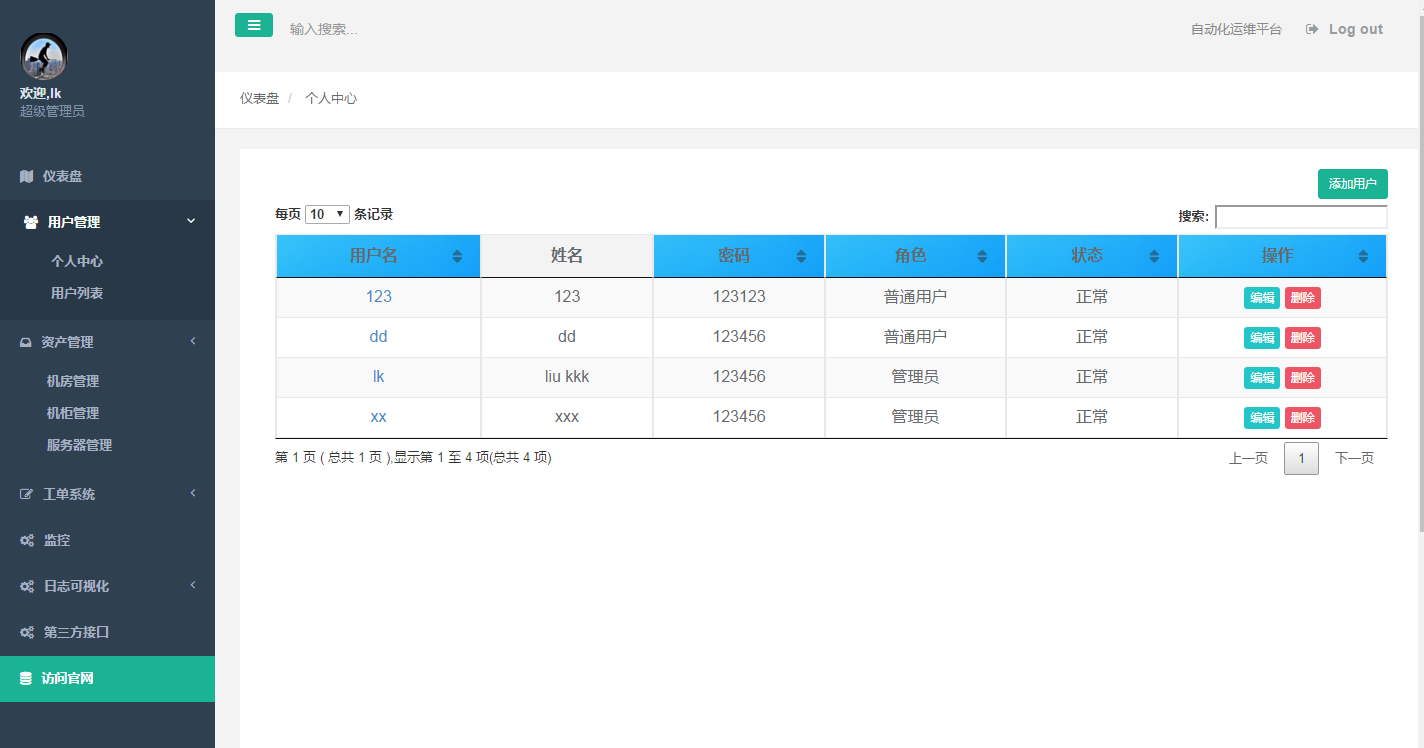 输入搜索...
自动化运维平台 Log out
欢迎,lk
超级管理员
仪表盘
用户管理
个人中心
用户列表
资产管理
机房管理
机柜管理
服务器管理
工单系统
监控
日志可视化
第三方接口
访问官网
仪表盘 / 个人中心
添加用户
每页 10 条记录
搜索:
用户名 姓名 密码 角色 状态 操作
123 123 123123 普通用户 正常 编辑 删除
dd dd 123456 普通用户 正常 编辑 删除
lk liu kkk 123456 管理员 正常 编辑 删除
xx xxx 123456 管理员 正常 编辑 删除
第 1 页 ( 总共 1 页 ),显示第 1 至 4 项(总共 4 项)
上一页 1 下一页